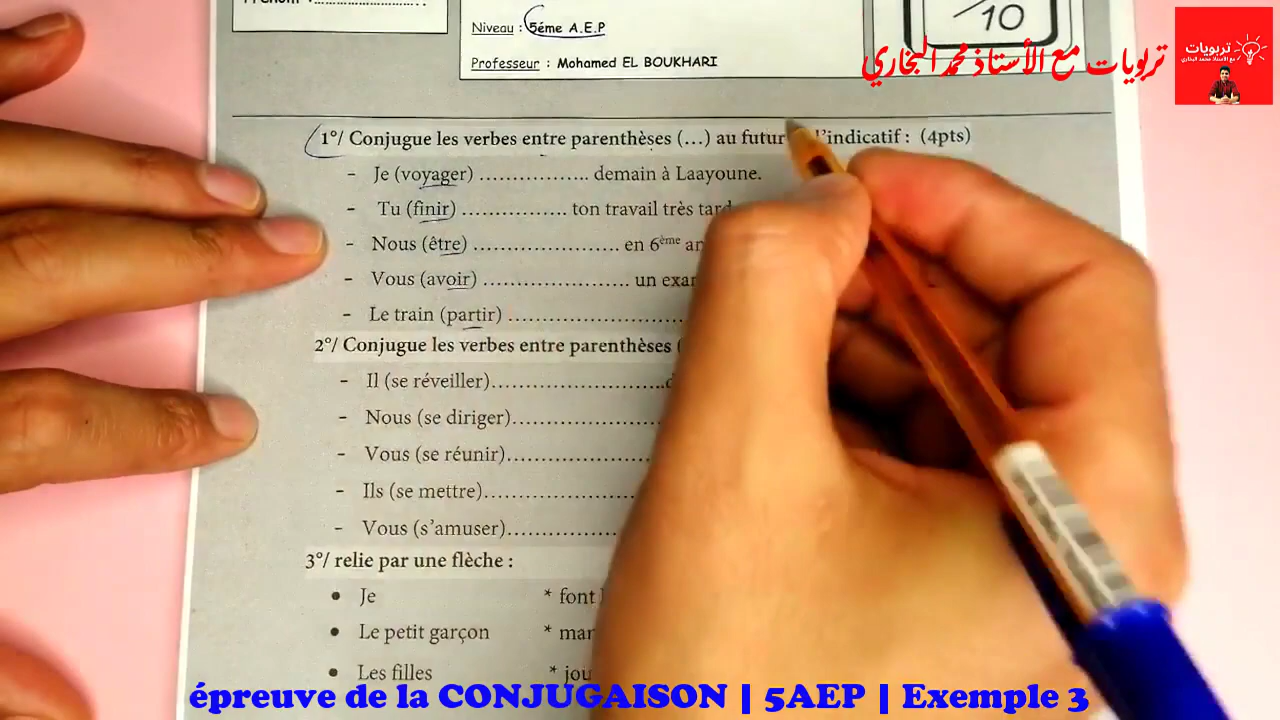 /10
Niveau : 5éme A.E.P
Professeur : Mohamed EL BOUKHARI
تربويات مع الأستاذ محمد البخاري
تربويات
مع الأستاذ محمد البخاري
1°/ Conjugue les verbes entre parenthèses (…) au futur l'indicatif : (4pts)
- Je (voyager) ………………. demain à Laayoune.
- Tu (finir) ……………… ton travail très tard
- Nous (être) …………………… en 6ème
- Vous (avoir) ……………………. un
- Le train (partir) ………………………
2°/ Conjugue les verbes entre parenthèses (
- Il (se réveiller)………………………
- Nous (se diriger)……………………
- Vous (se réunir)……………………
- Ils (se mettre)……………………
- Vous (s'amuser)………………
3°/ relie par une flèche :
• Je * font
• Le petit garçon *
• Les filles *
épreuve de la CONJUGAISON | 5AEP | Exemple 3